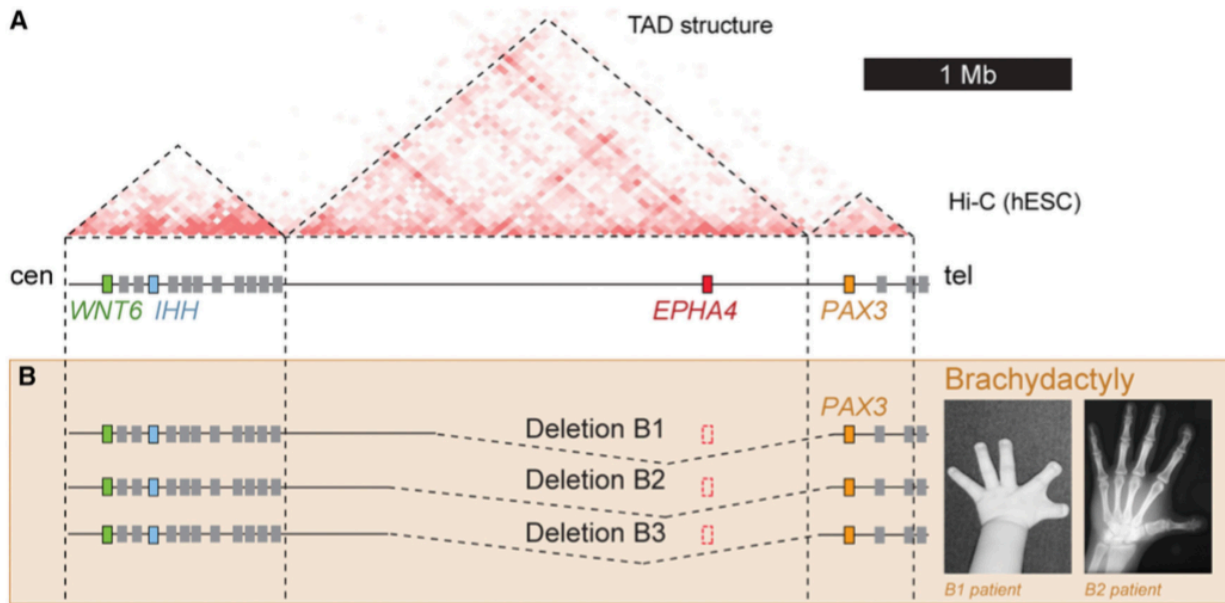 A
TAD structure
1 Mb
Hi-C (hESC)
cen
tel
WNT6 IHH
EPHA4
PAX3
B
Brachydactyly
PAX3
Deletion B1
Deletion B2
Deletion B3
B1 patient
B2 patient